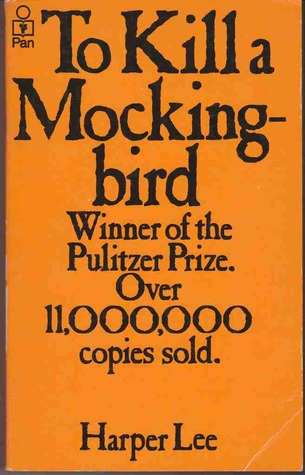 Pan
To Kill a
Mocking-
bird
Winner of the
Pulitzer Prize.
Over
11,000,000
copies sold.
Harper Lee